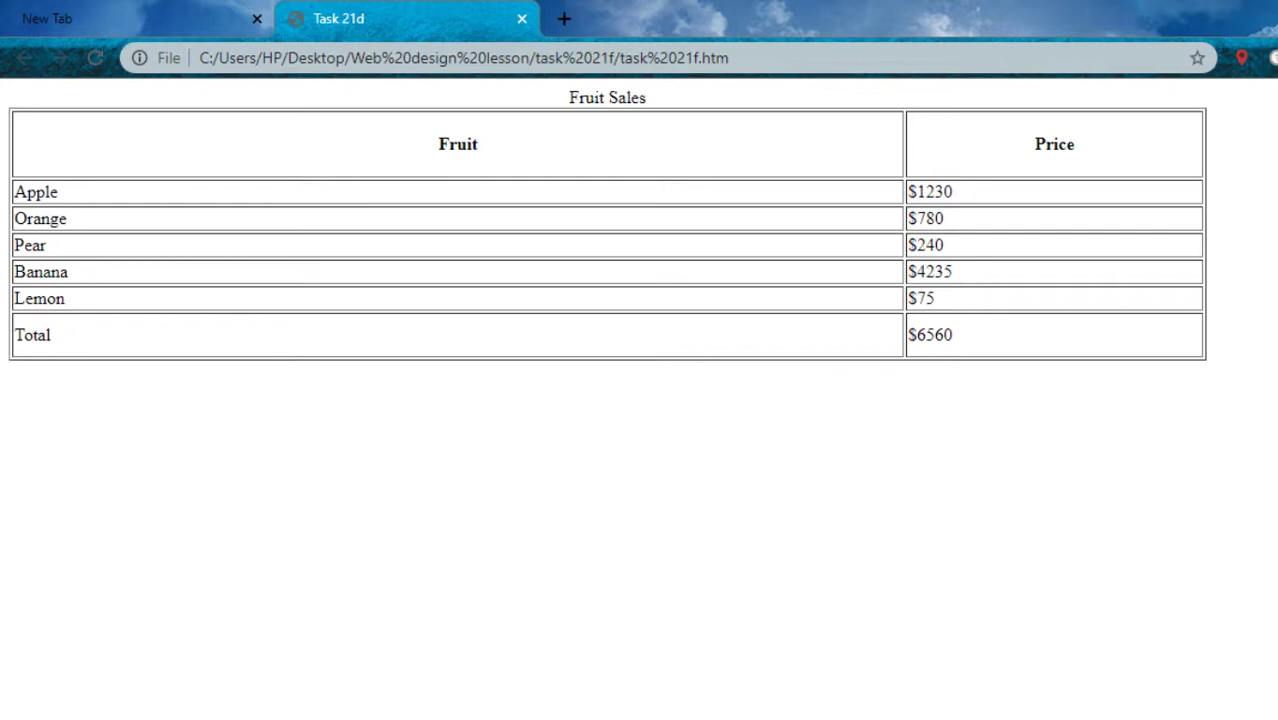 New Tab
Task 21d
File C:/Users/HP/Desktop/Web%20design%20lesson/task%2021f/task%2021f.htm
Fruit Sales
Fruit Price
Apple $1230
Orange $780
Pear $240
Banana $4235
Lemon $75
Total $6560